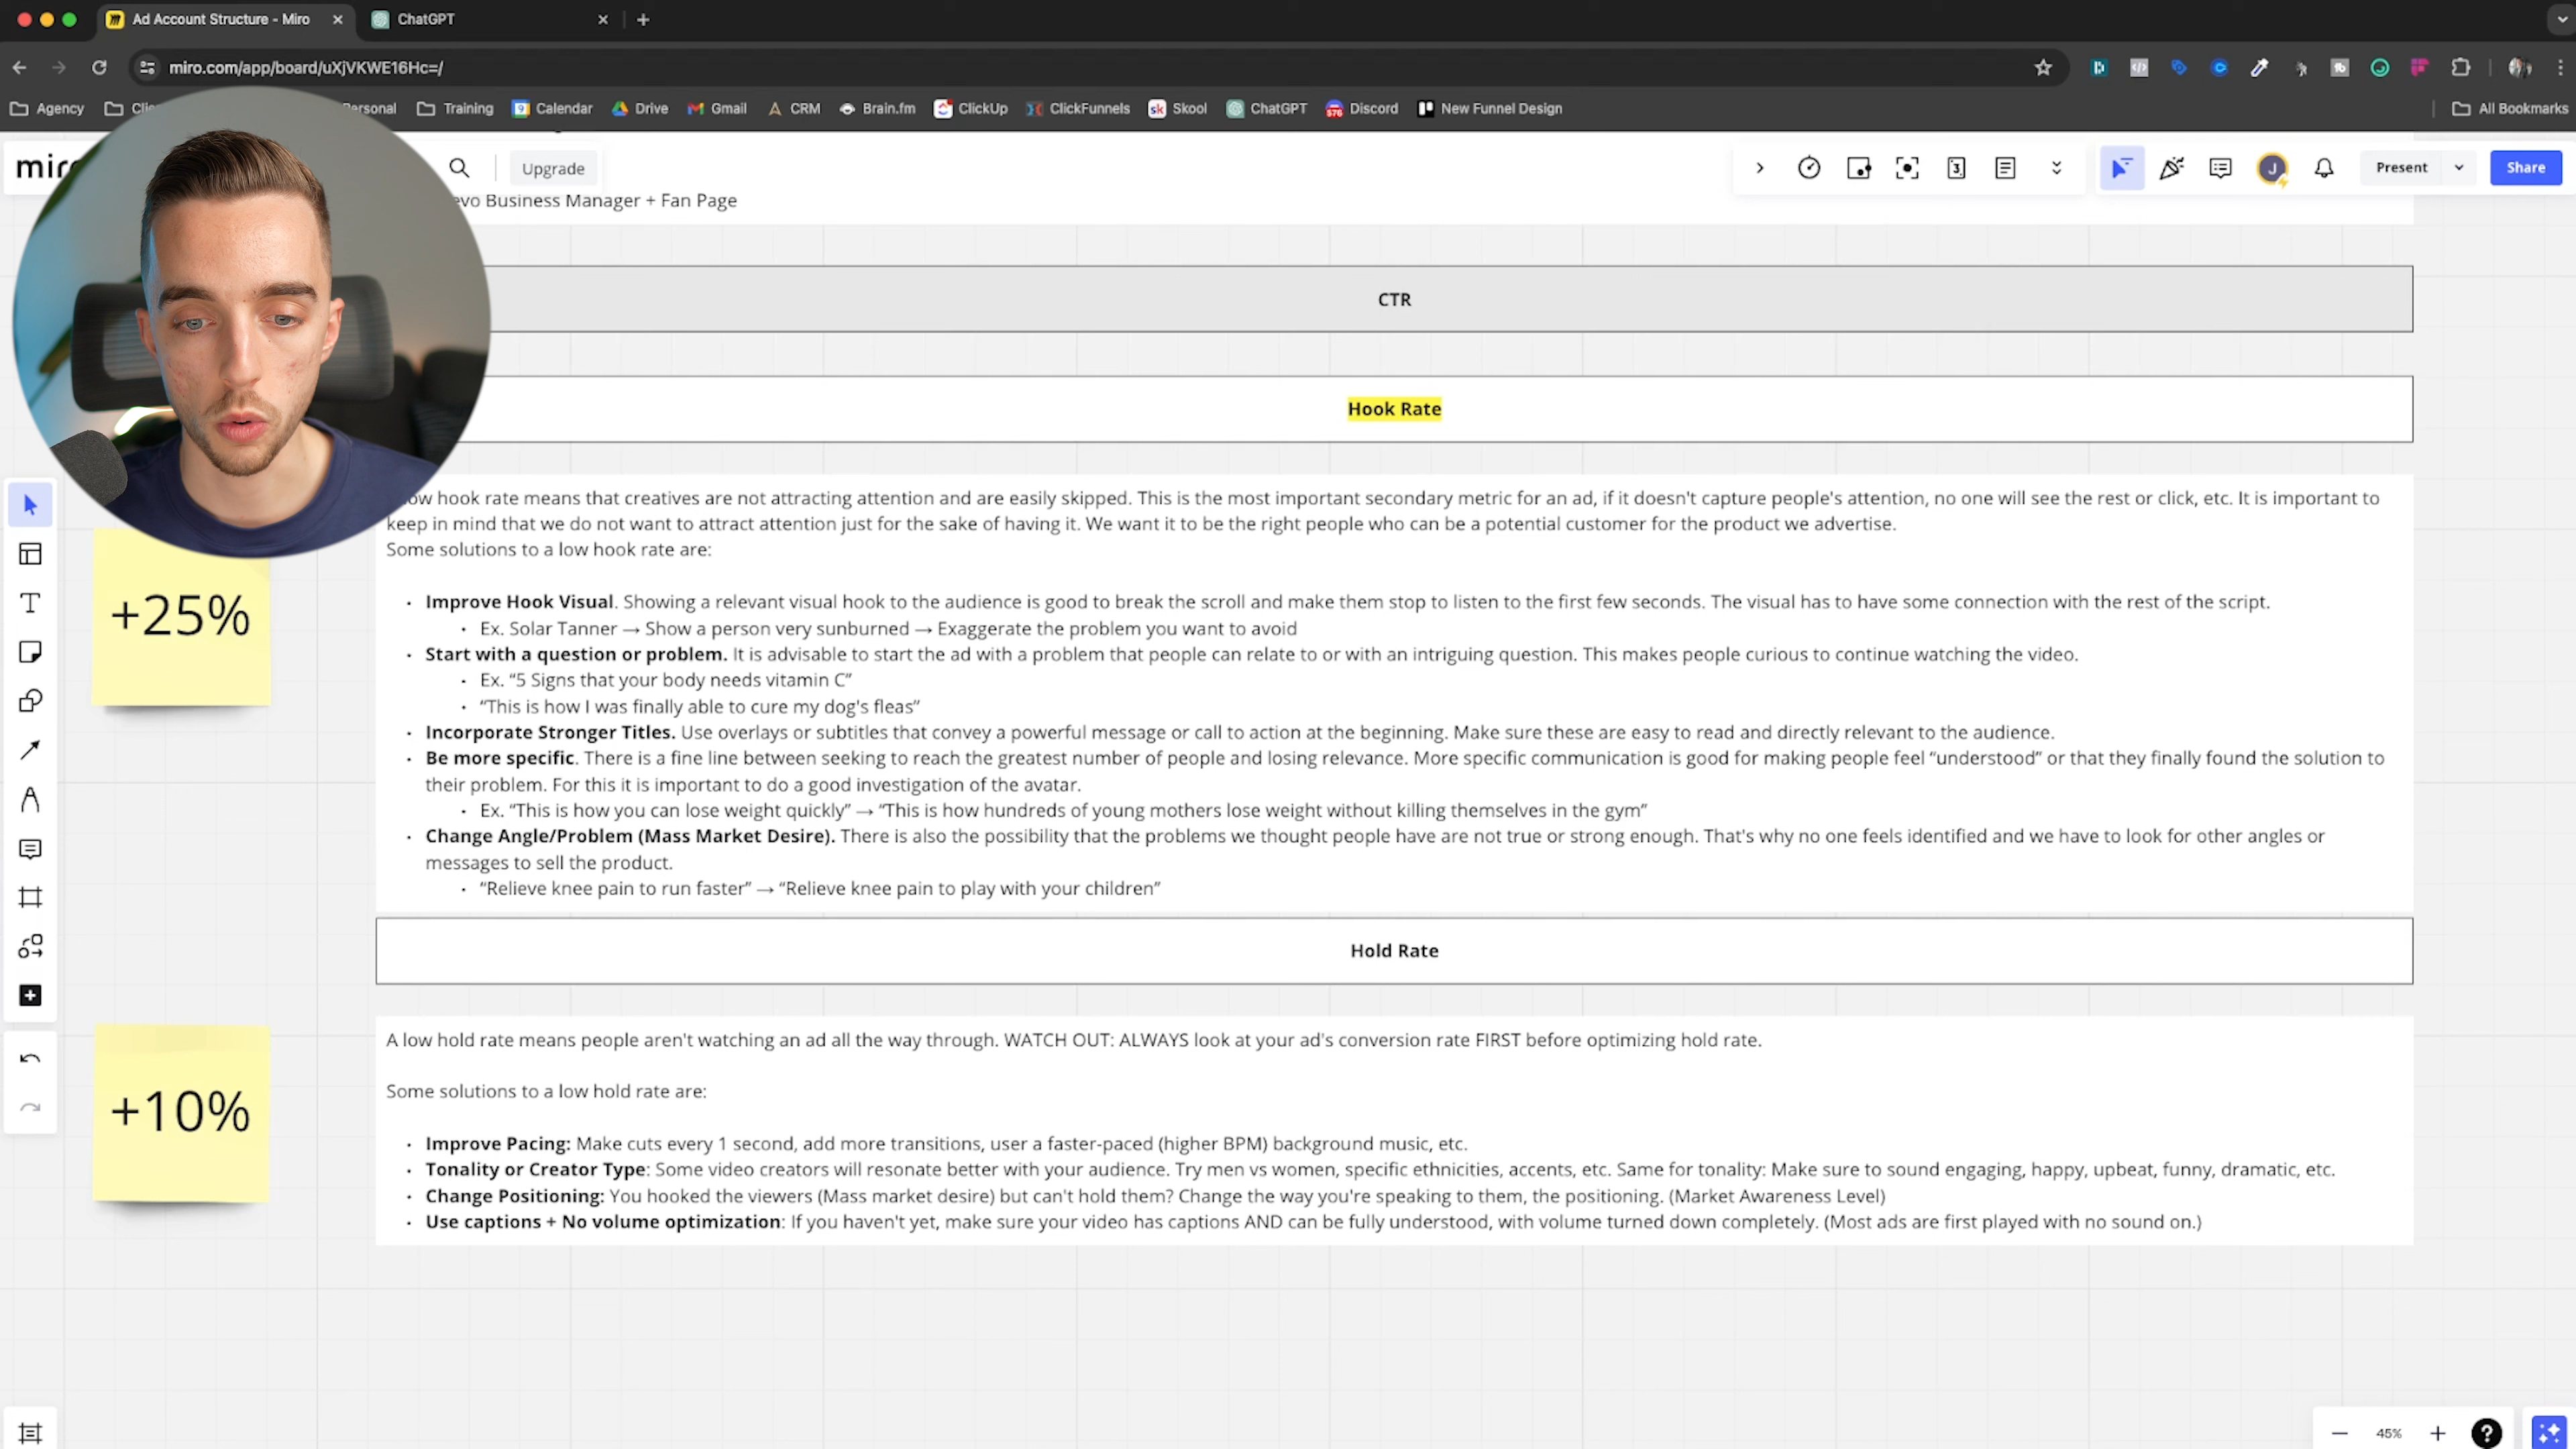 Ad Account Structure - Miro
ChatGPT
miro.com/app/board/uXjVKWE16Hc=/
Agency
Personal
Training
Calendar
Drive
Gmail
CRM
Brain.fm
ClickUp
ClickFunnels
Skool
ChatGPT
Discord
New Funnel Design
All Bookmarks
Upgrade
Present
Share
Business Manager + Fan Page
CTR
Hook Rate
low hook rate means that creatives are not attracting attention and are easily skipped. This is the most important secondary metric for an ad, if it doesn't capture people's attention, no one will see the rest or click, etc. It is important to
keep in mind that we do not want to attract attention just for the sake of having it. We want it to be the right people who can be a potential customer for the product we advertise.
Some solutions to a low hook rate are:
+25%
· Improve Hook Visual. Showing a relevant visual hook to the audience is good to break the scroll and make them stop to listen to the first few seconds. The visual has to have some connection with the rest of the script.
· Ex. Solar Tanner → Show a person very sunburned → Exaggerate the problem you want to avoid
· Start with a question or problem. It is advisable to start the ad with a problem that people can relate to or with an intriguing question. This makes people curious to continue watching the video.
· Ex. “5 Signs that your body needs vitamin C”
· “This is how I was finally able to cure my dog's fleas”
· Incorporate Stronger Titles. Use overlays or subtitles that convey a powerful message or call to action at the beginning. Make sure these are easy to read and directly relevant to the audience.
· Be more specific. There is a fine line between seeking to reach the greatest number of people and losing relevance. More specific communication is good for making people feel “understood” or that they finally found the solution to
their problem. For this it is important to do a good investigation of the avatar.
· Ex. “This is how you can lose weight quickly” → “This is how hundreds of young mothers lose weight without killing themselves in the gym”
· Change Angle/Problem (Mass Market Desire). There is also the possibility that the problems we thought people have are not true or strong enough. That's why no one feels identified and we have to look for other angles or
messages to sell the product.
· “Relieve knee pain to run faster” → “Relieve knee pain to play with your children”
Hold Rate
A low hold rate means people aren't watching an ad all the way through. WATCH OUT: ALWAYS look at your ad's conversion rate FIRST before optimizing hold rate.
Some solutions to a low hold rate are:
+10%
· Improve Pacing: Make cuts every 1 second, add more transitions, user a faster-paced (higher BPM) background music, etc.
· Tonality or Creator Type: Some video creators will resonate better with your audience. Try men vs women, specific ethnicities, accents, etc. Same for tonality: Make sure to sound engaging, happy, upbeat, funny, dramatic, etc.
· Change Positioning: You hooked the viewers (Mass market desire) but can't hold them? Change the way you're speaking to them, the positioning. (Market Awareness Level)
· Use captions + No volume optimization: If you haven't yet, make sure your video has captions AND can be fully understood, with volume turned down completely. (Most ads are first played with no sound on.)
45%